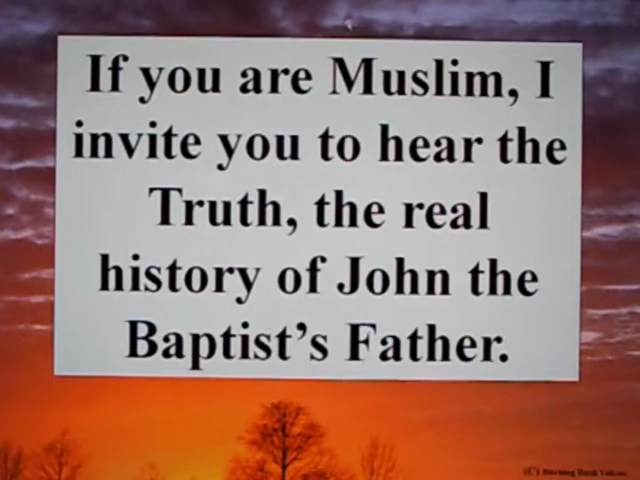 If you are Muslim, I
invite you to hear the
Truth, the real
history of John the
Baptist's Father.